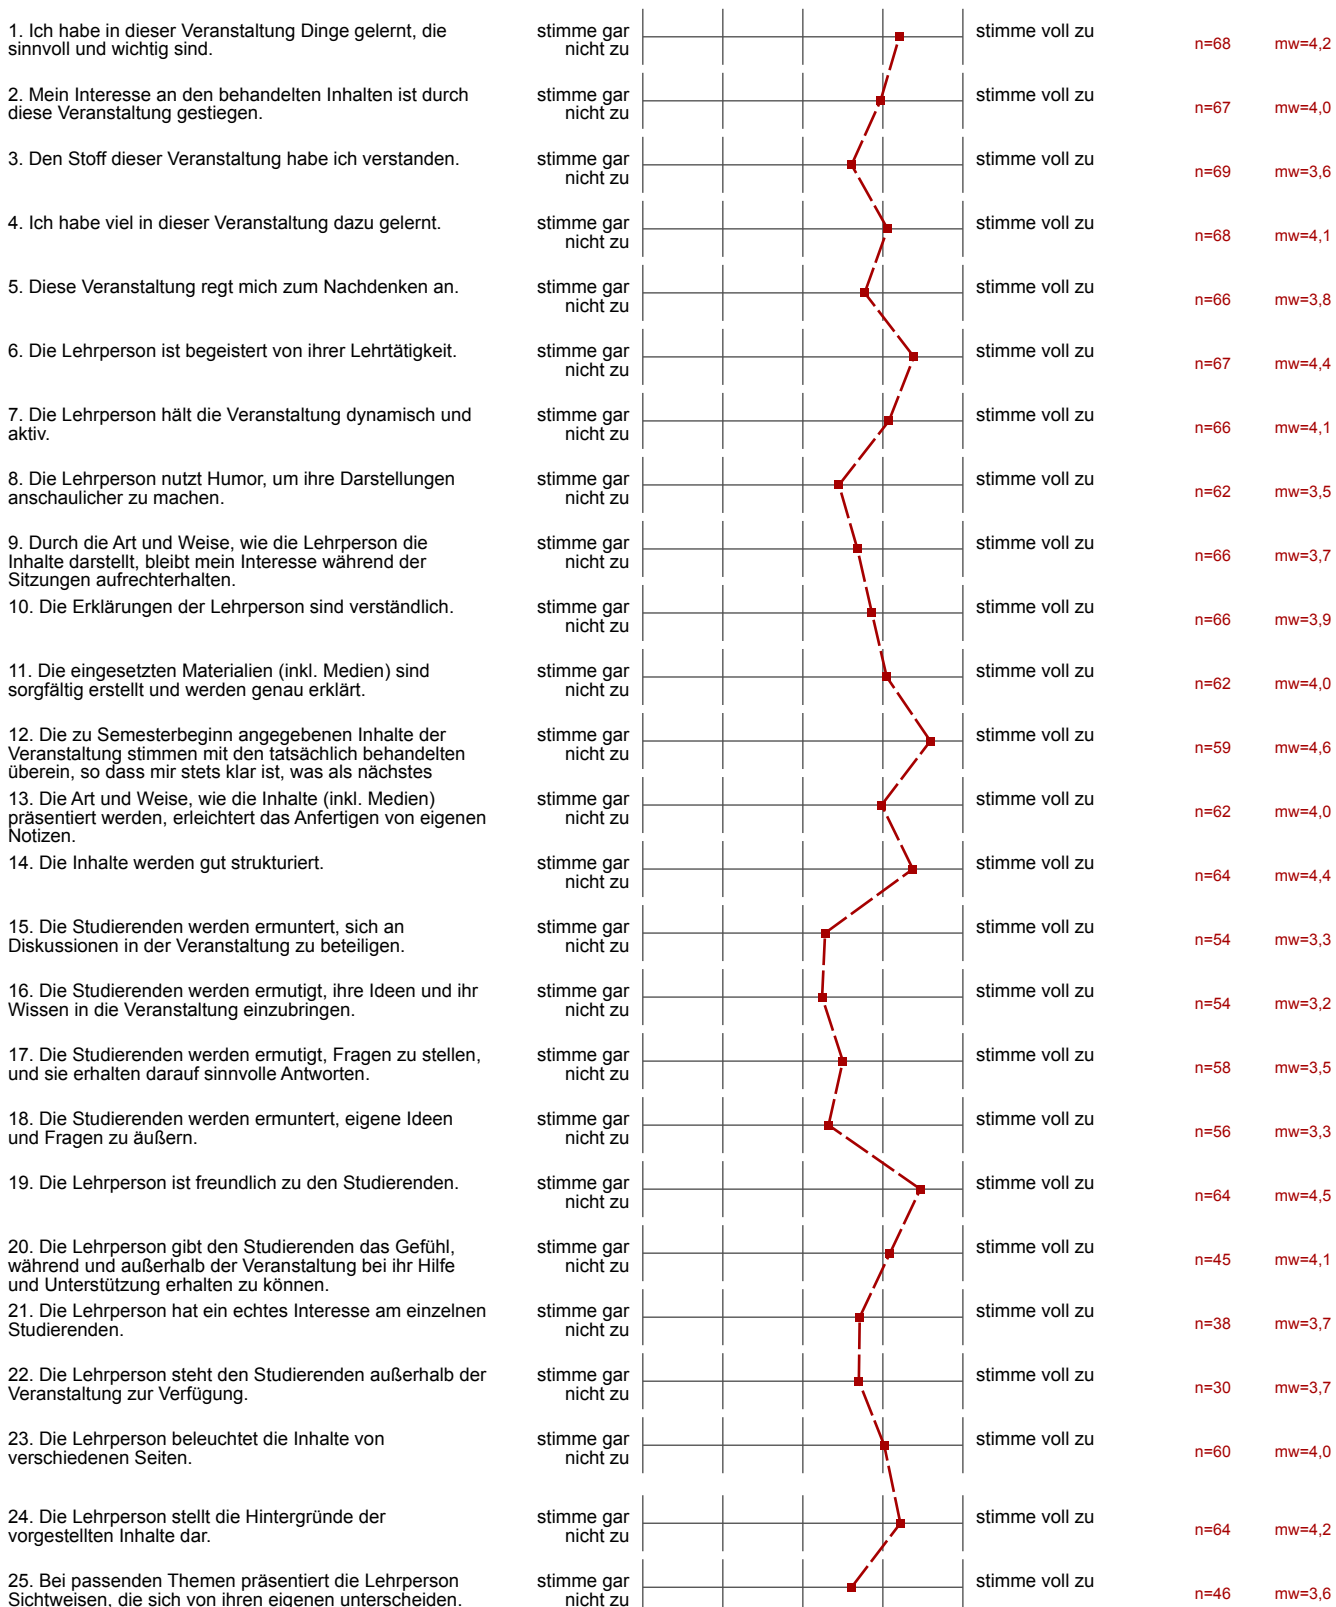 1. Ich habe in dieser Veranstaltung Dinge gelernt, die
sinnvoll und wichtig sind.
stimme gar
nicht zu
stimme voll zu
n=68
mw=4,2
2. Mein Interesse an den behandelten Inhalten ist durch
diese Veranstaltung gestiegen.
stimme gar
nicht zu
stimme voll zu
n=67
mw=4,0
3. Den Stoff dieser Veranstaltung habe ich verstanden.
stimme gar
nicht zu
stimme voll zu
n=69
mw=3,6
4. Ich habe viel in dieser Veranstaltung dazu gelernt.
stimme gar
nicht zu
stimme voll zu
n=68
mw=4,1
5. Diese Veranstaltung regt mich zum Nachdenken an.
stimme gar
nicht zu
stimme voll zu
n=66
mw=3,8
6. Die Lehrperson ist begeistert von ihrer Lehrtätigkeit.
stimme gar
nicht zu
stimme voll zu
n=67
mw=4,4
7. Die Lehrperson hält die Veranstaltung dynamisch und
aktiv.
stimme gar
nicht zu
stimme voll zu
n=66
mw=4,1
8. Die Lehrperson nutzt Humor, um ihre Darstellungen
anschaulicher zu machen.
stimme gar
nicht zu
stimme voll zu
n=62
mw=3,5
9. Durch die Art und Weise, wie die Lehrperson die
Inhalte darstellt, bleibt mein Interesse während der
Sitzungen aufrechterhalten.
stimme gar
nicht zu
stimme voll zu
n=66
mw=3,7
10. Die Erklärungen der Lehrperson sind verständlich.
stimme gar
nicht zu
stimme voll zu
n=66
mw=3,9
11. Die eingesetzten Materialien (inkl. Medien) sind
sorgfältig erstellt und werden genau erklärt.
stimme gar
nicht zu
stimme voll zu
n=62
mw=4,0
12. Die zu Semesterbeginn angegebenen Inhalte der
Veranstaltung stimmen mit den tatsächlich behandelten
überein, so dass mir stets klar ist, was als nächstes
stimme gar
nicht zu
stimme voll zu
n=59
mw=4,6
13. Die Art und Weise, wie die Inhalte (inkl. Medien)
präsentiert werden, erleichtert das Anfertigen von eigenen
Notizen.
stimme gar
nicht zu
stimme voll zu
n=62
mw=4,0
14. Die Inhalte werden gut strukturiert.
stimme gar
nicht zu
stimme voll zu
n=64
mw=4,4
15. Die Studierenden werden ermuntert, sich an
Diskussionen in der Veranstaltung zu beteiligen.
stimme gar
nicht zu
stimme voll zu
n=54
mw=3,3
16. Die Studierenden werden ermutigt, ihre Ideen und ihr
Wissen in die Veranstaltung einzubringen.
stimme gar
nicht zu
stimme voll zu
n=54
mw=3,2
17. Die Studierenden werden ermutigt, Fragen zu stellen,
und sie erhalten darauf sinnvolle Antworten.
stimme gar
nicht zu
stimme voll zu
n=58
mw=3,5
18. Die Studierenden werden ermuntert, eigene Ideen
und Fragen zu äußern.
stimme gar
nicht zu
stimme voll zu
n=56
mw=3,3
19. Die Lehrperson ist freundlich zu den Studierenden.
stimme gar
nicht zu
stimme voll zu
n=64
mw=4,5
20. Die Lehrperson gibt den Studierenden das Gefühl,
während und außerhalb der Veranstaltung bei ihr Hilfe
und Unterstützung erhalten zu können.
stimme gar
nicht zu
stimme voll zu
n=45
mw=4,1
21. Die Lehrperson hat ein echtes Interesse am einzelnen
Studierenden.
stimme gar
nicht zu
stimme voll zu
n=38
mw=3,7
22. Die Lehrperson steht den Studierenden außerhalb der
Veranstaltung zur Verfügung.
stimme gar
nicht zu
stimme voll zu
n=30
mw=3,7
23. Die Lehrperson beleuchtet die Inhalte von
verschiedenen Seiten.
stimme gar
nicht zu
stimme voll zu
n=60
mw=4,0
24. Die Lehrperson stellt die Hintergründe der
vorgestellten Inhalte dar.
stimme gar
nicht zu
stimme voll zu
n=64
mw=4,2
25. Bei passenden Themen präsentiert die Lehrperson
Sichtweisen, die sich von ihren eigenen unterscheiden.
stimme gar
nicht zu
stimme voll zu
n=46
mw=3,6